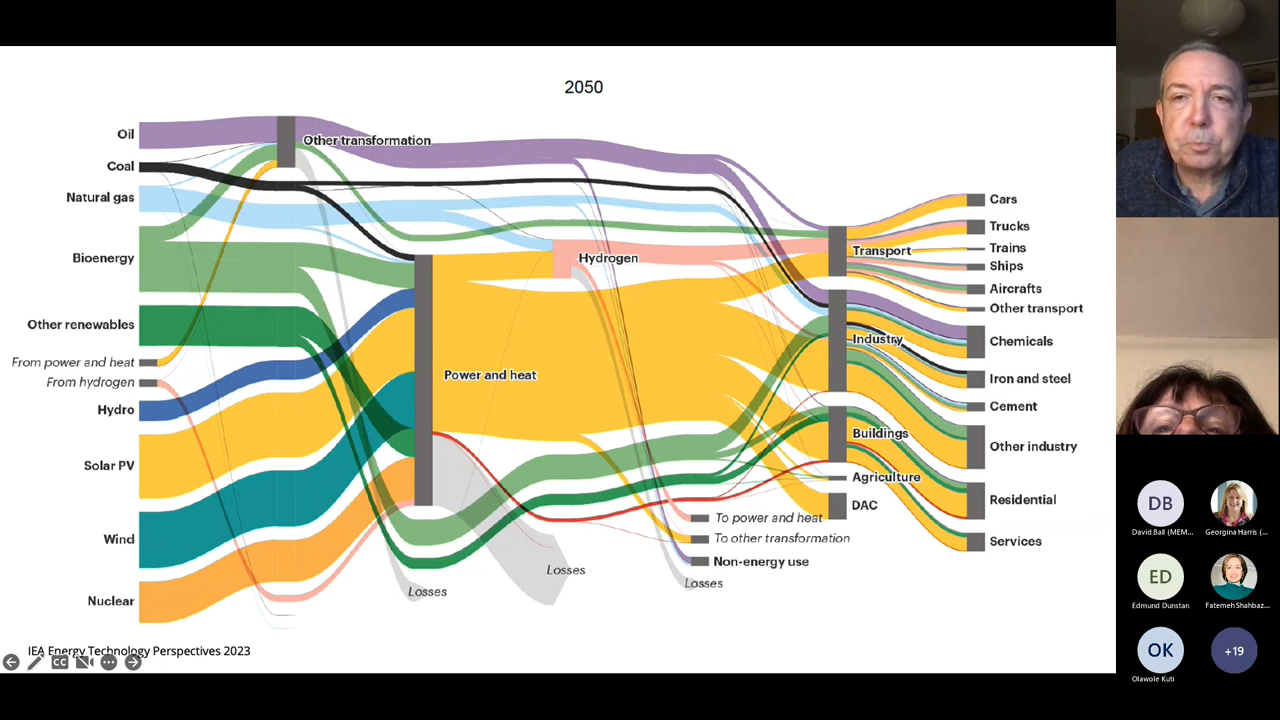 2050
Oil
Other transformation
Coal
Natural gas
Cars
Trucks
Transport
Trains
Bioenergy
Hydrogen
Ships
Aircrafts
Other transport
Other renewables
Industry
Chemicals
From power and heat
Power and heat
Iron and steel
From hydrogen
Hydro
Cement
Buildings
Other industry
Solar PV
Agriculture
DAC
Residential
Wind
To power and heat
To other transformation
Services
Non-energy use
Losses
Losses
Losses
Nuclear
IEA Energy Technology Perspectives 2023
CC
DB
David Ball (MEM...
Georgina Harris (...
ED
Edmund Dunstan
Fatemeh Shahbaz...
OK
+19
Olawole Kuti